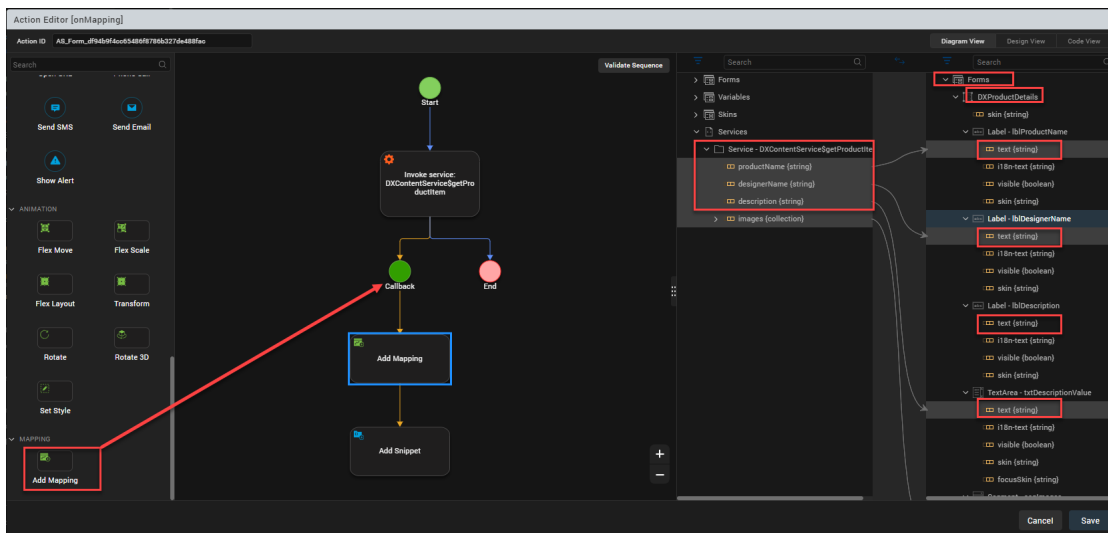 Action Editor [onMapping]
Action ID AS_Form_df94b9f4cc65486f8786b327de488fac
Diagram View Design View Code View
Search
Send SMS Send Email
Show Alert
ANIMATION
Flex Move Flex Scale
Flex Layout Transform
Rotate Rotate 3D
Set Style
MAPPING
Add Mapping
Validate Sequence
Start
Invoke service:
DXContentService$getPro
ductItem
Callback End
Add Mapping
Add Snippet
+
−
Search
Forms
Variables
Skins
Services
Service - DXContentService$getProductIte
productName (string)
designerName (string)
description (string)
images (collection)
Search
Forms
DXProductDetails
skin (string)
Label - lblProductName
text (string)
i18n-text (string)
visible (boolean)
skin (string)
Label - lblDesignerName
text (string)
i18n-text (string)
visible (boolean)
skin (string)
Label - lblDescription
text (string)
i18n-text (string)
visible (boolean)
skin (string)
TextArea - txtDescriptionValue
text (string)
i18n-text (string)
visible (boolean)
skin (string)
focusSkin (string)
Cancel Save